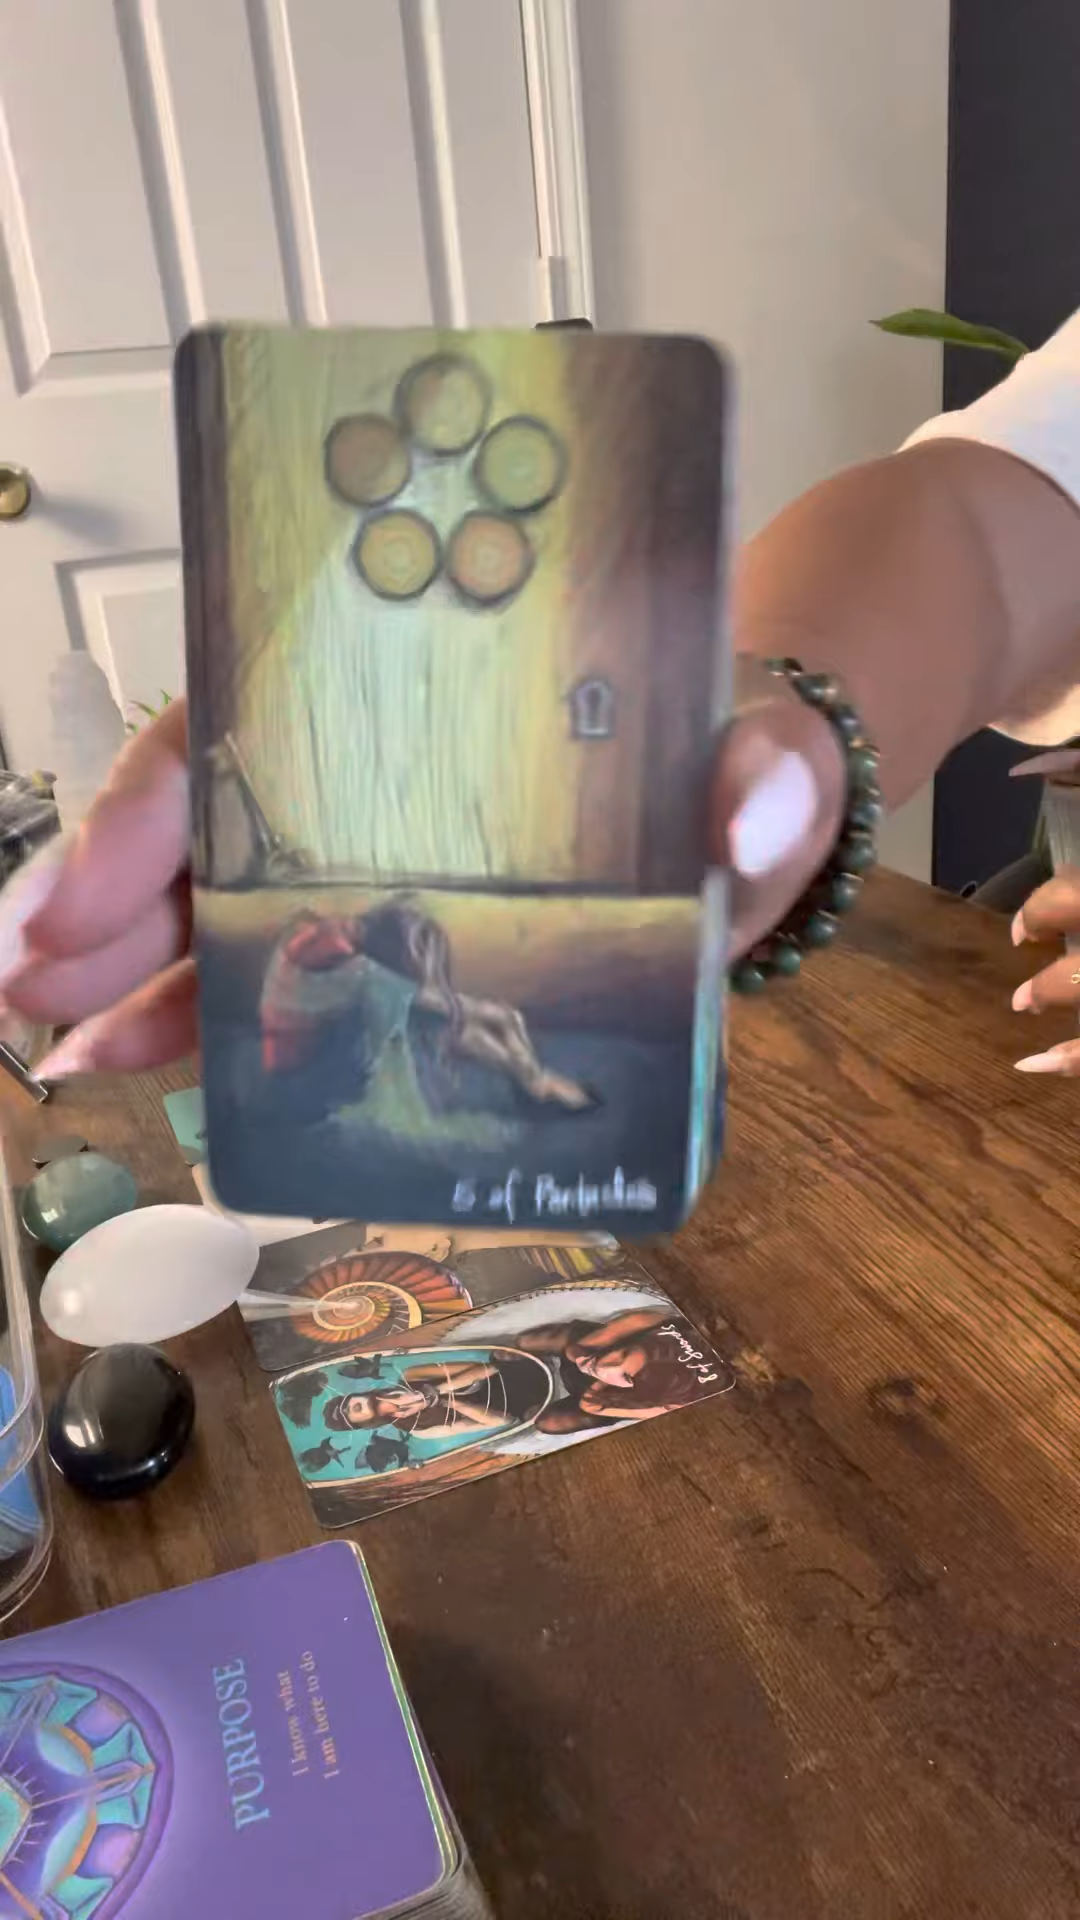 5 of Pentacles
8 of Swords
PURPOSE
I know what
I am here to do